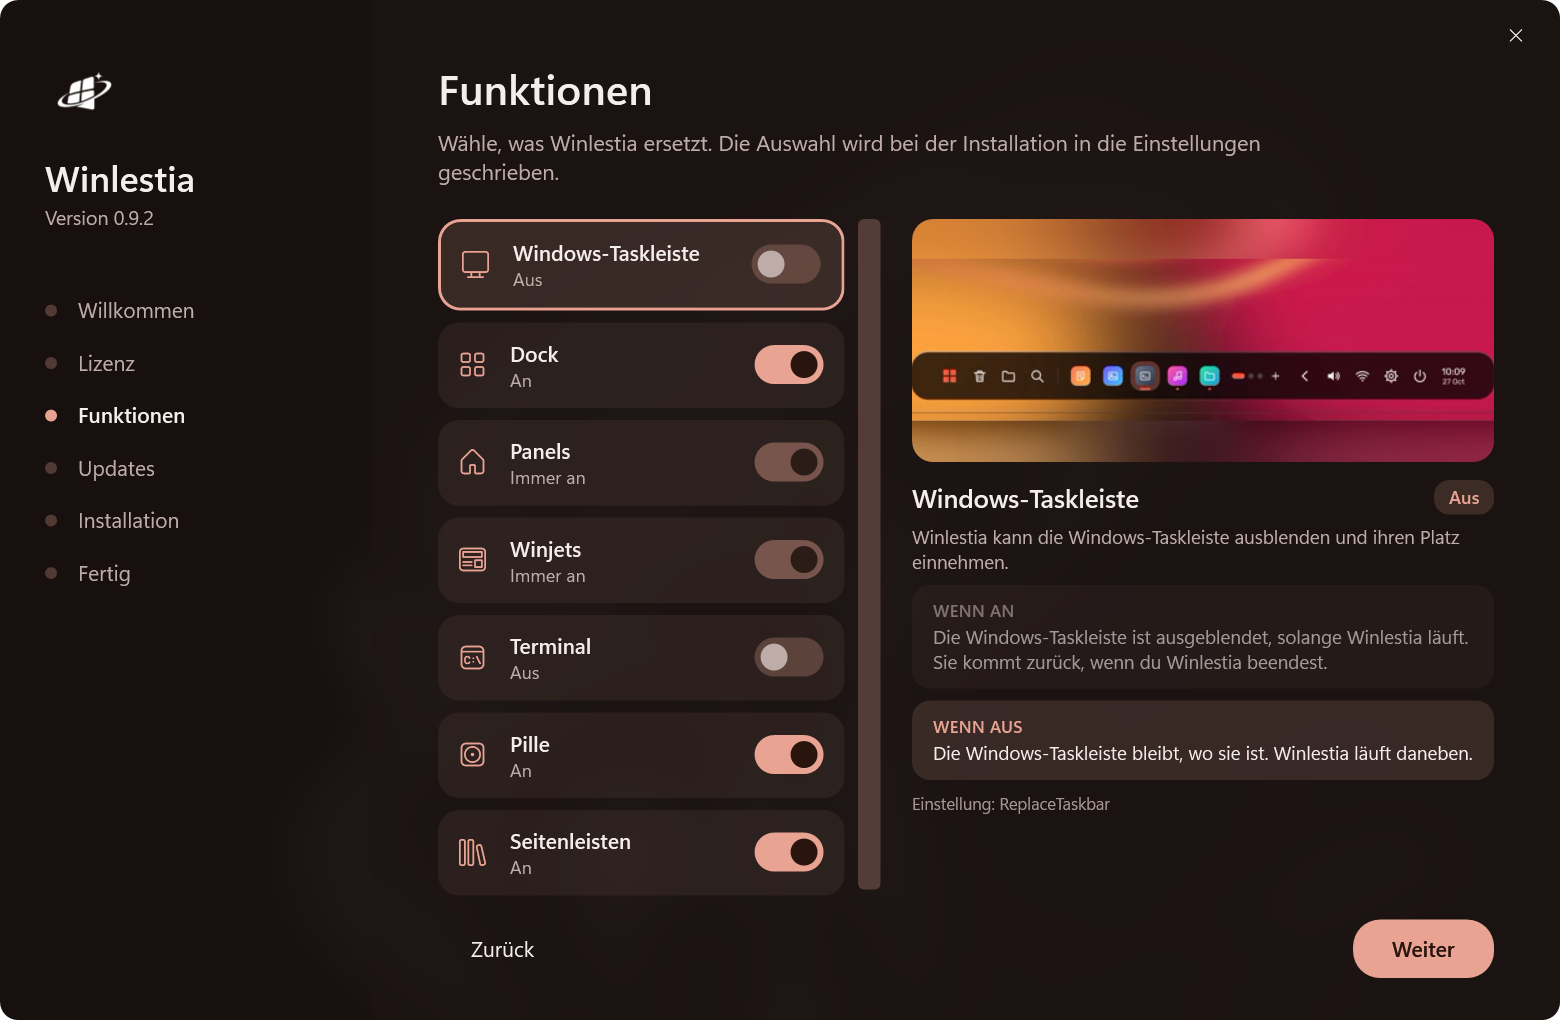 Winlestia
Version 0.9.2
Willkommen
Lizenz
Funktionen
Updates
Installation
Fertig
Funktionen
Wähle, was Winlestia ersetzt. Die Auswahl wird bei der Installation in die Einstellungen
geschrieben.
Windows-Taskleiste
Aus
Dock
An
Panels
Immer an
Winjets
Immer an
C:\
Terminal
Aus
Pille
An
Seitenleisten
An
10:09
27 Oct
Windows-Taskleiste
Aus
Winlestia kann die Windows-Taskleiste ausblenden und ihren Platz
einnehmen.
WENN AN
Die Windows-Taskleiste ist ausgeblendet, solange Winlestia läuft.
Sie kommt zurück, wenn du Winlestia beendest.
WENN AUS
Die Windows-Taskleiste bleibt, wo sie ist. Winlestia läuft daneben.
Einstellung: ReplaceTaskbar
Zurück
Weiter